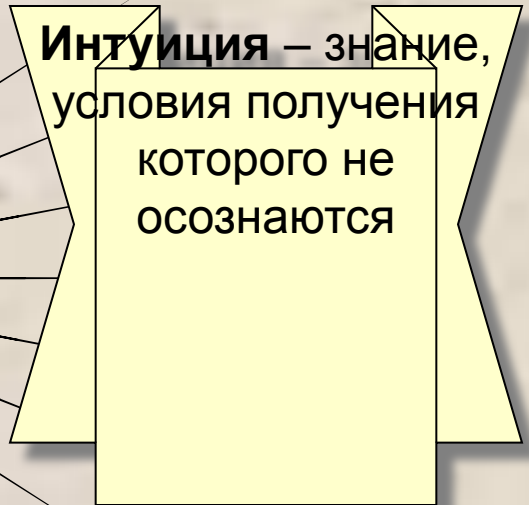 Интуиция – знание,
условия получения
которого не
осознаются